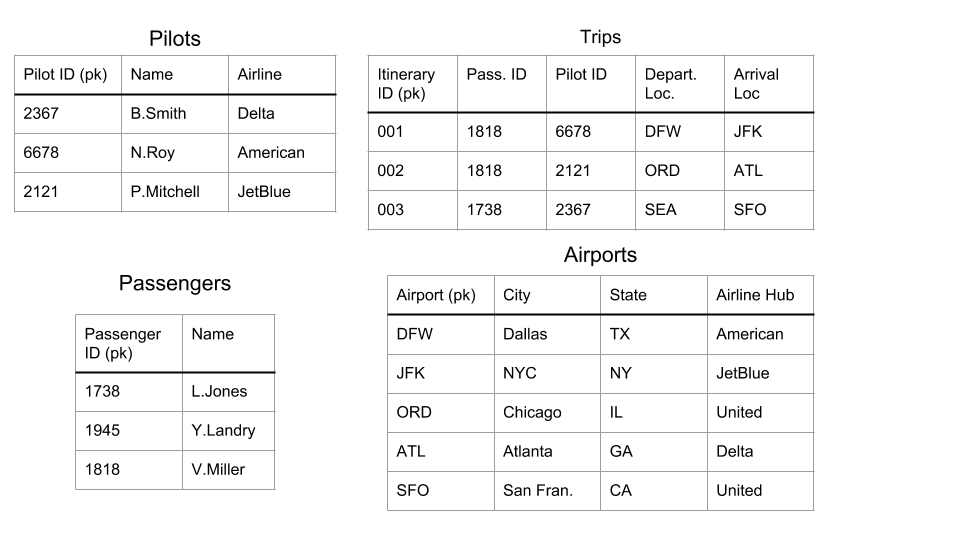 Pilots
Pilot ID (pk) Name Airline
2367 B.Smith Delta
6678 N.Roy American
2121 P.Mitchell JetBlue
Trips
Itinerary ID (pk) Pass. ID Pilot ID Depart. Loc. Arrival Loc
001 1818 6678 DFW JFK
002 1818 2121 ORD ATL
003 1738 2367 SEA SFO
Passengers
Passenger ID (pk) Name
1738 L.Jones
1945 Y.Landry
1818 V.Miller
Airports
Airport (pk) City State Airline Hub
DFW Dallas TX American
JFK NYC NY JetBlue
ORD Chicago IL United
ATL Atlanta GA Delta
SFO San Fran. CA United